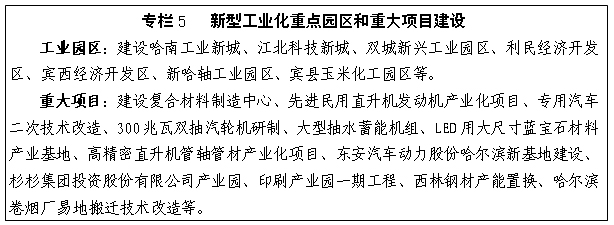 专栏 5　新型工业化重点园区和重大项目建设
工业园区：建设哈南工业新城、江北科技新城、双城新兴工业园区、利民经济开发
区、宾西经济开发区、新哈轴工业园区、宾县玉米化工园区等。
重大项目：建设复合材料制造中心、先进民用直升机发动机产业化项目、专用汽车
二次技术改造、300 兆瓦双抽汽轮机研制、大型抽水蓄能机组、LED 用大尺寸蓝宝石材料
产业基地、高精密直升机管轴管材产业化项目、东安汽车动力股份哈尔滨新基地建设、
杉杉集团投资股份有限公司产业园、印刷产业园一期工程、西林钢材产能置换、哈尔滨
卷烟厂易地搬迁技术改造等。